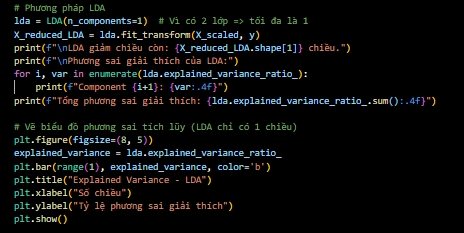 # Phương pháp LDA
lda = LDA(n_components=1)  # Vì có 2 lớp => tối đa là 1
X_reduced_LDA = lda.fit_transform(X_scaled, y)
print(f"\nLDA giảm chiều còn: {X_reduced_LDA.shape[1]} chiều.")
print(f"\nPhương sai giải thích của LDA:")
for i, var in enumerate(lda.explained_variance_ratio_):
    print(f"Component {i+1}: {var:.4f}")
print(f"Tổng phương sai giải thích: {lda.explained_variance_ratio_.sum():.4f}")
# Vẽ biểu đồ phương sai tích lũy (LDA chỉ có 1 chiều)
plt.figure(figsize=(8, 5))
explained_variance = lda.explained_variance_ratio_
plt.bar(range(1), explained_variance, color='b')
plt.title("Explained Variance - LDA")
plt.xlabel("Số chiều")
plt.ylabel("Tỷ lệ phương sai giải thích")
plt.show()